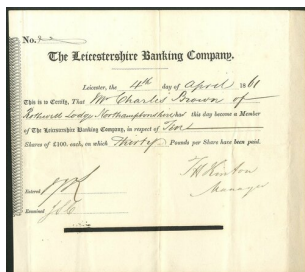 No.
The Leicestershire Banking Company.
Leicester, the 4th day of April 1861
This is to Certify, That Mr Charles Brown of
Rothwell Lodge Northamptonshire has this day become a Member
of The Leicestershire Banking Company, in respect of
Shares of £100. each, on which Thirty Pounds per Share have been paid.
Manager
Entered
Examined